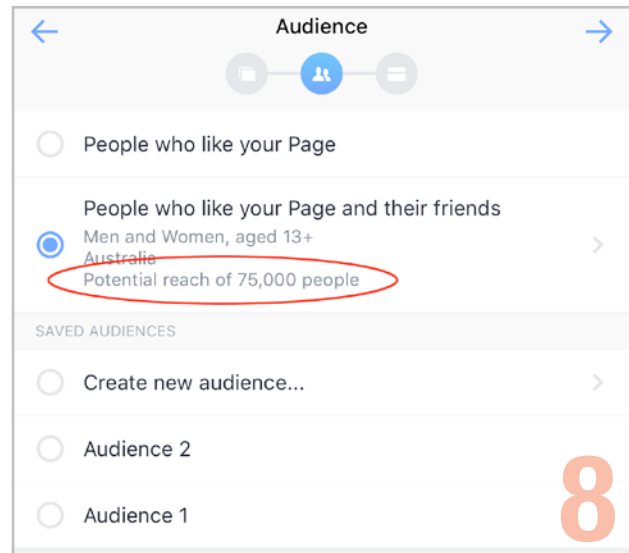 Audience
People who like your Page
People who like your Page and their friends
Men and Women, aged 13+
Australia
Potential reach of 75,000 people
SAVED AUDIENCES
Create new audience...
Audience 2
Audience 1
8